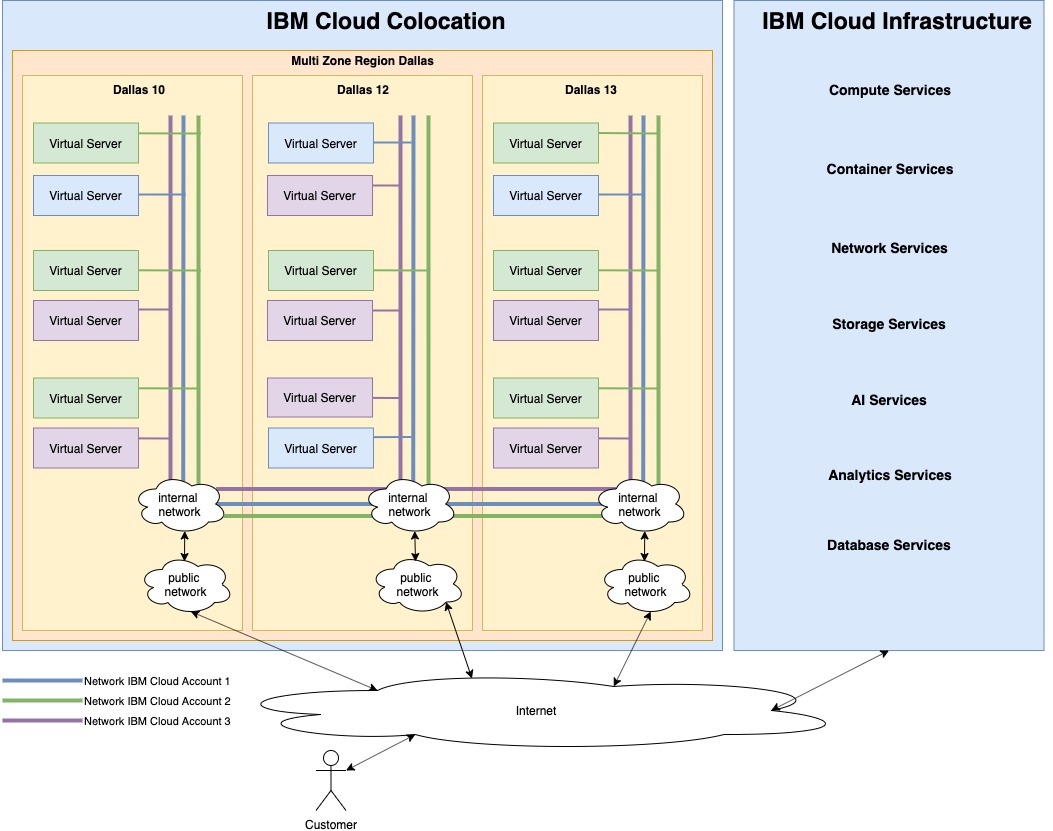 IBM Cloud Colocation
Multi Zone Region Dallas
Dallas 10
Virtual Server
Virtual Server
Virtual Server
Virtual Server
Virtual Server
Virtual Server
internal
network
public
network
Dallas 12
Virtual Server
Virtual Server
Virtual Server
Virtual Server
Virtual Server
Virtual Server
internal
network
public
network
Dallas 13
Virtual Server
Virtual Server
Virtual Server
Virtual Server
Virtual Server
Virtual Server
internal
network
public
network
IBM Cloud Infrastructure
Compute Services
Container Services
Network Services
Storage Services
AI Services
Analytics Services
Database Services
Network IBM Cloud Account 1
Network IBM Cloud Account 2
Network IBM Cloud Account 3
Internet
Customer